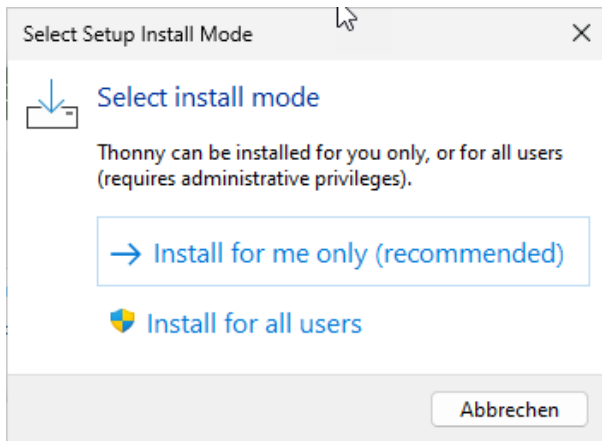 Select Setup Install Mode
Select install mode
Thonny can be installed for you only, or for all users
(requires administrative privileges).
Install for me only (recommended)
Install for all users
Abbrechen